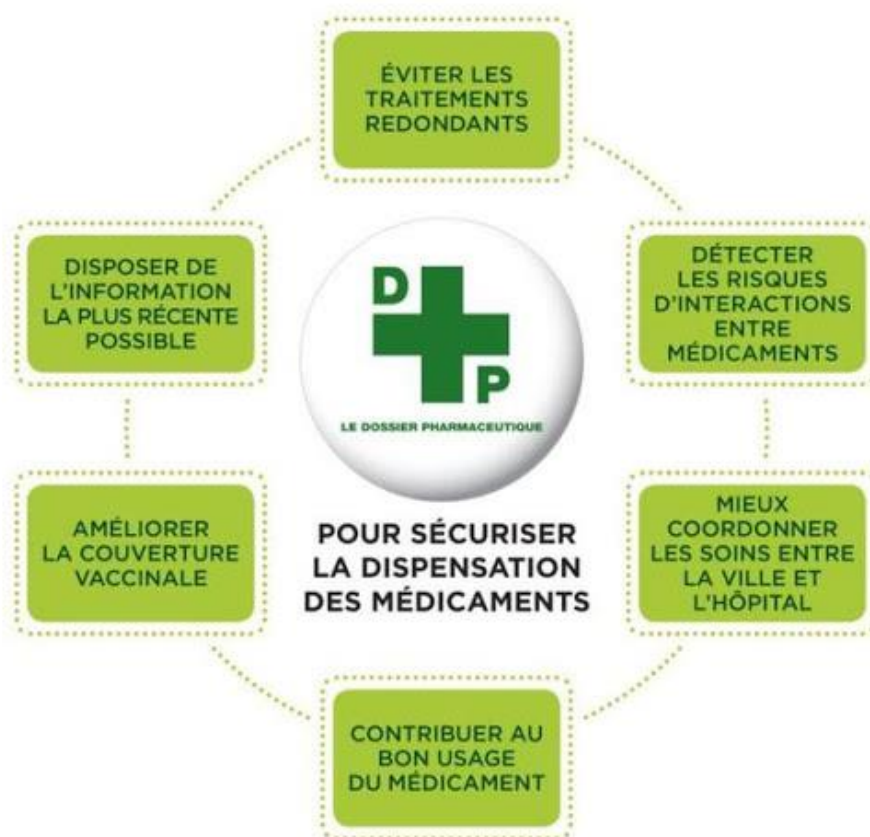 ÉVITER LES
TRAITEMENTS
REDONDANTS
DISPOSER DE
L'INFORMATION
LA PLUS RÉCENTE
POSSIBLE
D
P
LE DOSSIER PHARMACEUTIQUE
DÉTECTER
LES RISQUES
D'INTERACTIONS
ENTRE
MÉDICAMENTS
AMÉLIORER
LA COUVERTURE
VACCINALE
POUR SÉCURISER
LA DISPENSATION
DES MÉDICAMENTS
MIEUX
COORDONNER
LES SOINS ENTRE
LA VILLE ET
L'HÔPITAL
CONTRIBUER AU
BON USAGE
DU MÉDICAMENT